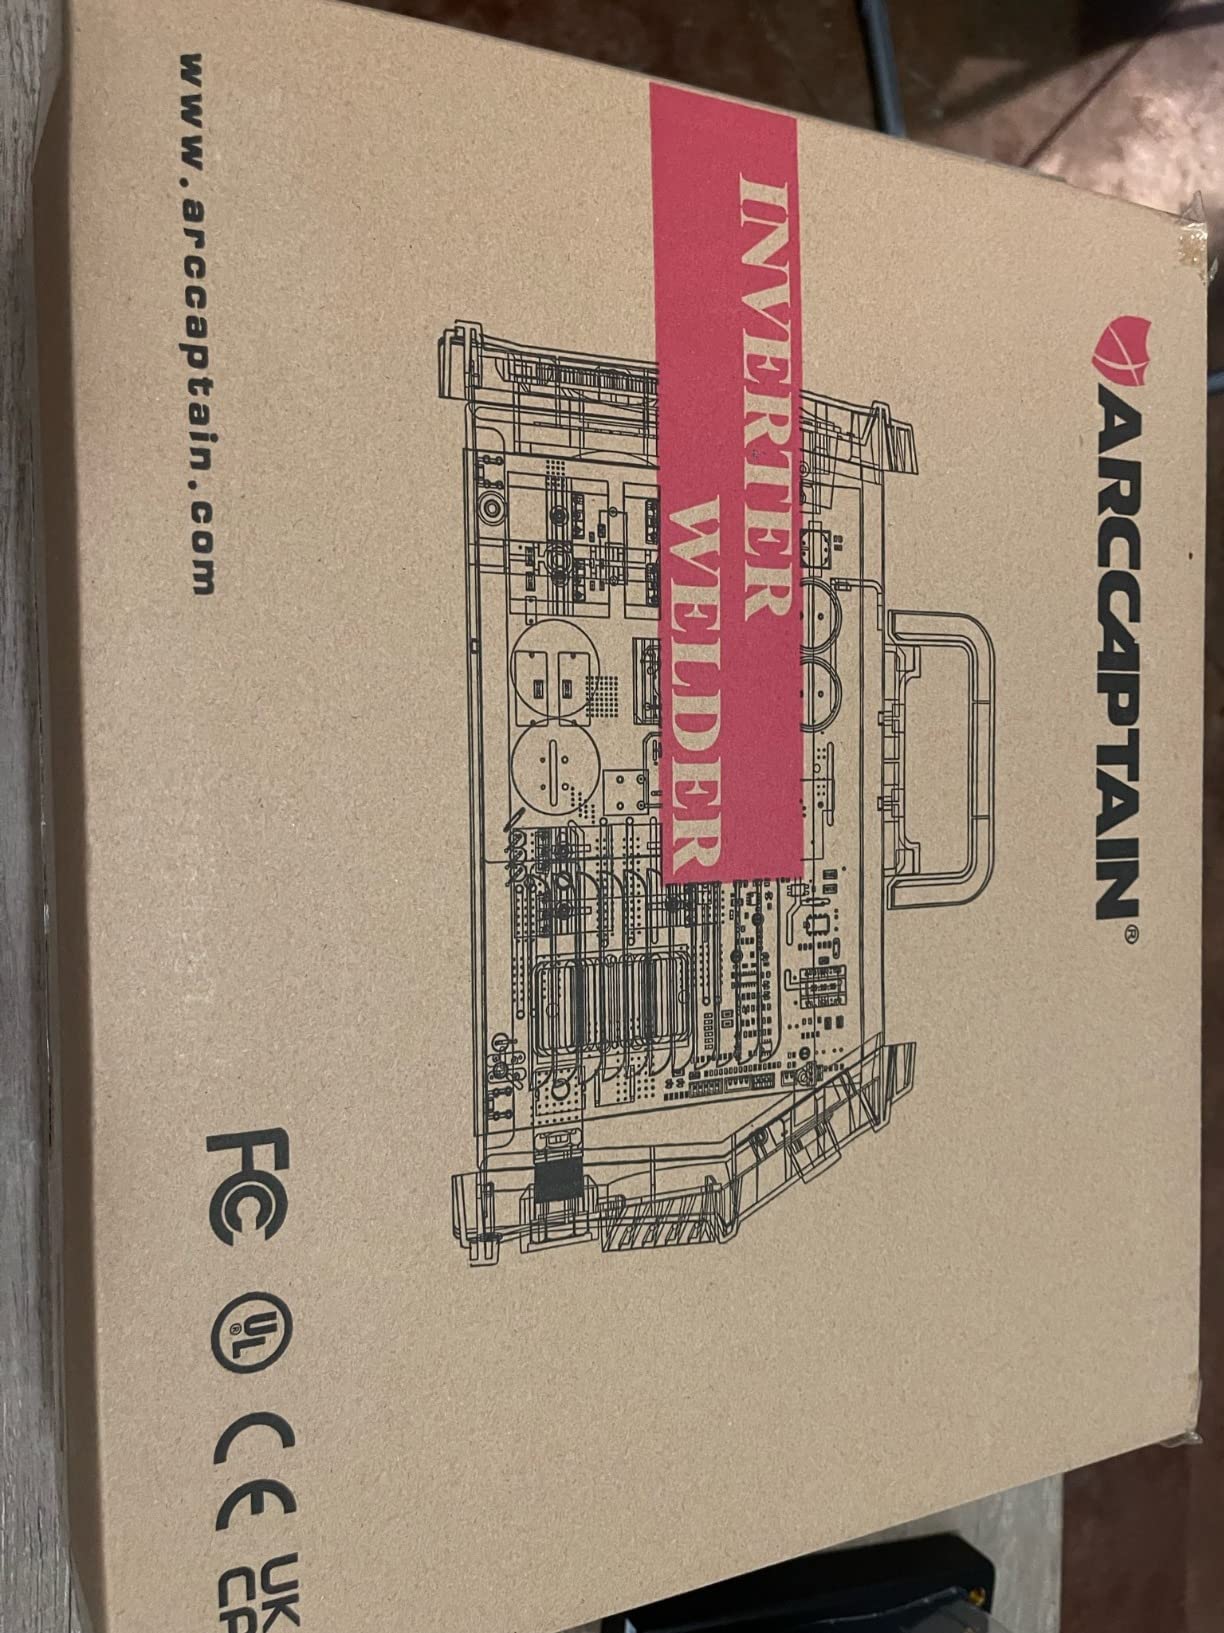 ARCCAPTAIN®
INVERTER
WELDER
www.arccaptain.com
FC UL® CE UK